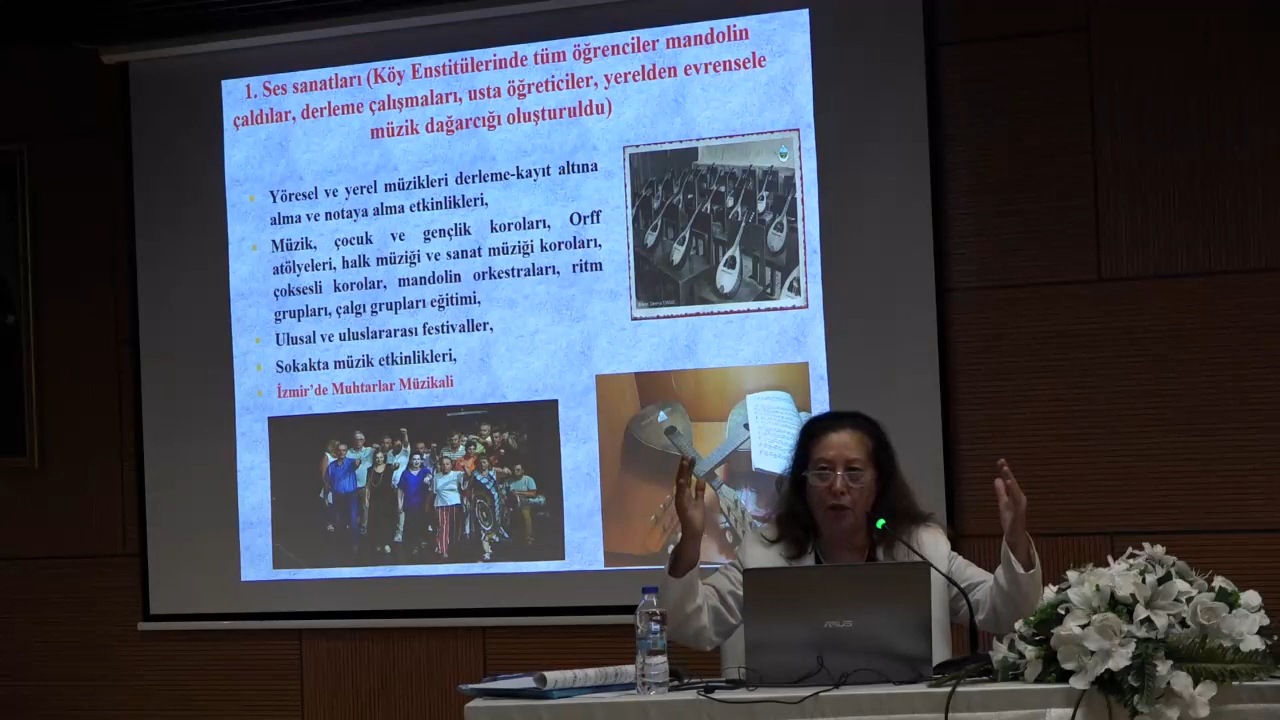 1. Ses sanatları (Köy Enstitülerinde tüm öğrenciler mandolin
çaldılar, derleme çalışmaları, usta öğreticiler, yerelden evrensele
müzik dağarcığı oluşturuldu)
Yöresel ve yerel müzikleri derleme-kayıt altına
alma ve notaya alma etkinlikleri,
Müzik, çocuk ve gençlik koroları, Orff
atölyeleri, halk müziği ve sanat müziği koroları,
çoksesli korolar, mandolin orkestraları, ritm
grupları, çalgı grupları eğitimi,
Ulusal ve uluslararası festivaller,
Sokakta müzik etkinlikleri,
İzmir'de Muhtarlar Müzikali
ASUS